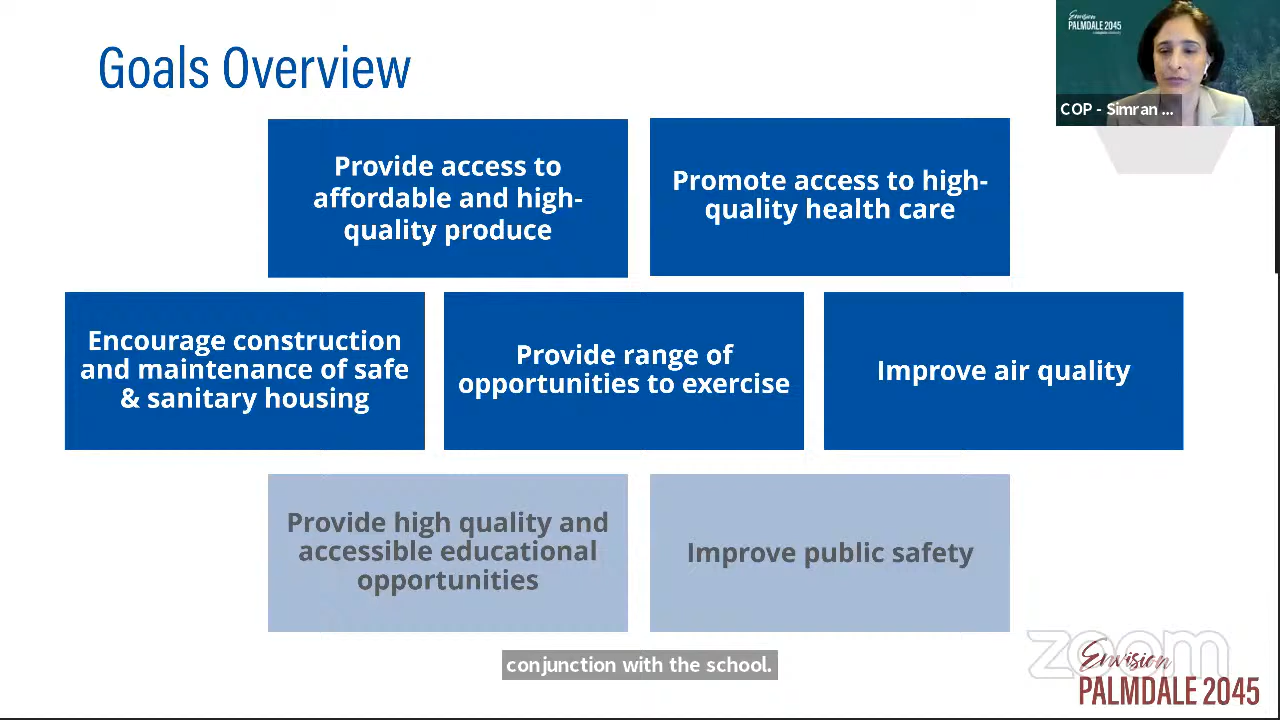 Goals Overview
Envision
PALMDALE 2045
COP - Simran ...
Provide access to
affordable and high-
quality produce
Promote access to high-
quality health care
Encourage construction
and maintenance of safe
& sanitary housing
Provide range of
opportunities to exercise
Improve air quality
Provide high quality and
accessible educational
opportunities
Improve public safety
conjunction with the school.
zoom
Envision
PALMDALE 2045